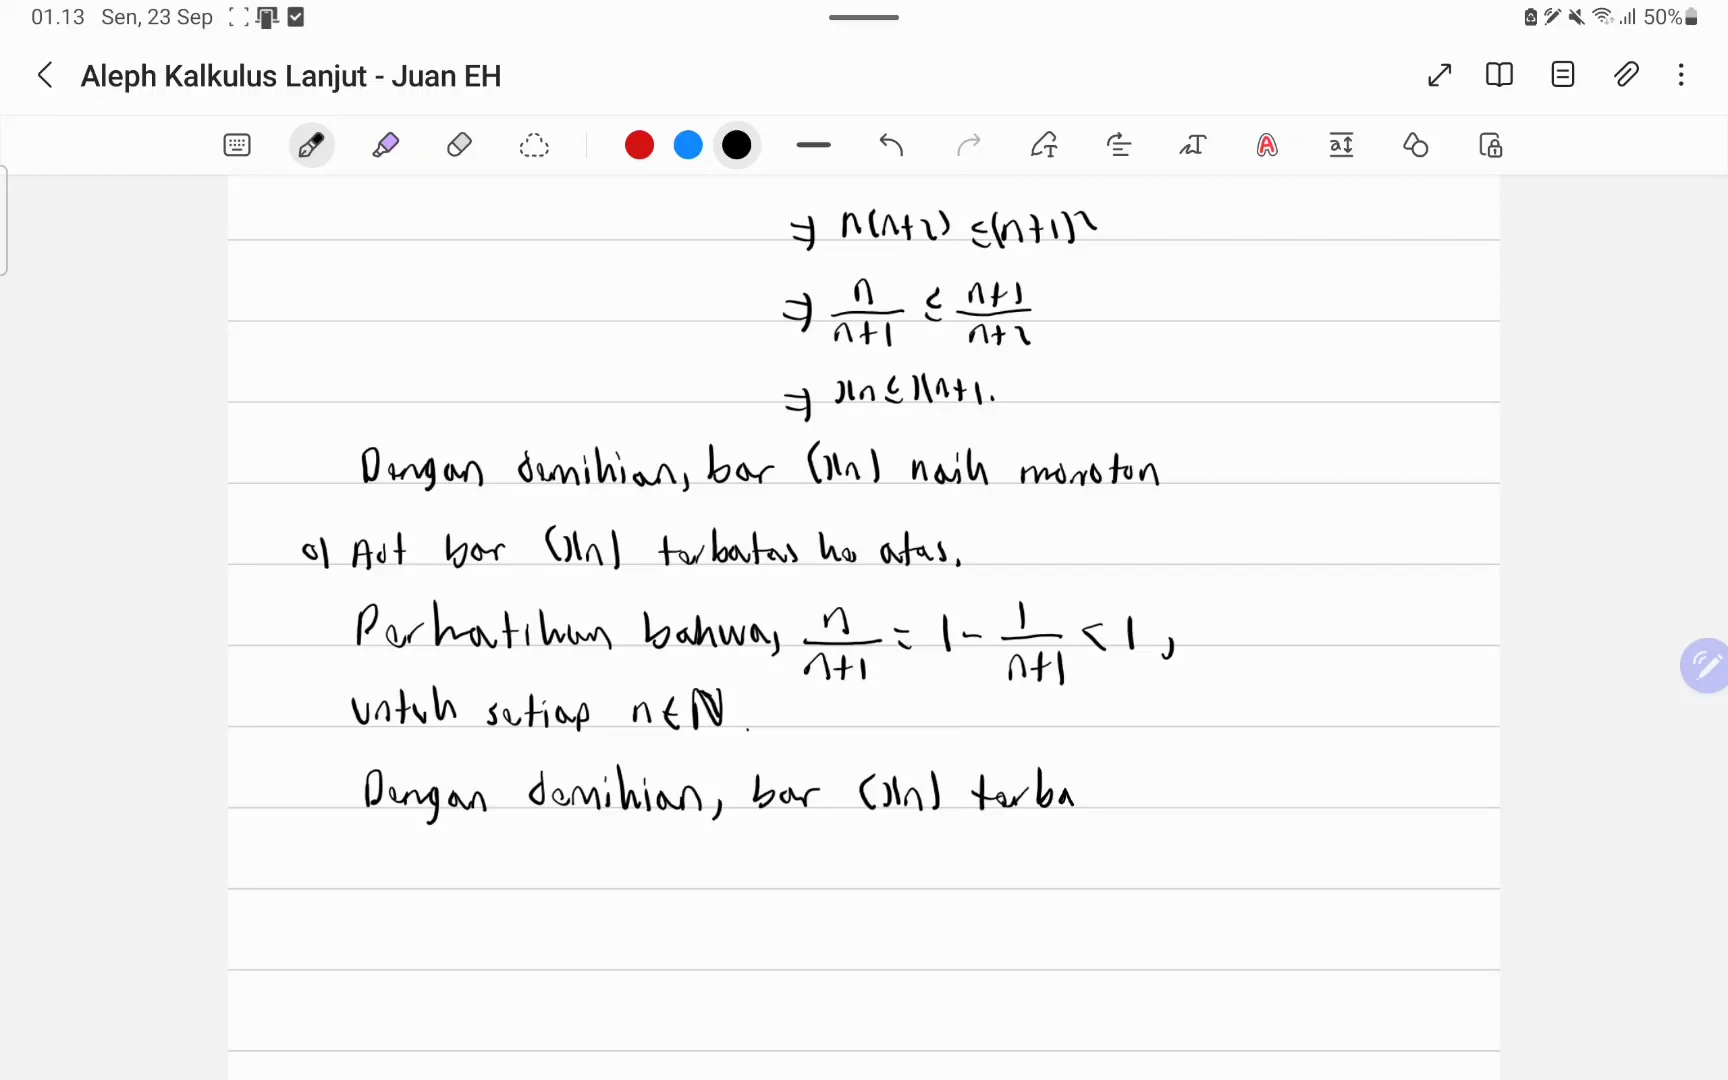 01.13 Sen, 23 Sep
50%
Aleph Kalkulus Lanjut - Juan EH
⇒ n(n+2) ≤ (n+1)²
⇒ n/(n+1) ≤ (n+1)/(n+2)
⇒ xn ≤ xn+1.
Dengan demikian, bar (xn) naik monoton
o) Adt bar (xn) terbatas ke atas.
Perhatikan bahwa, n/(n+1) = 1 - 1/(n+1) < 1,
untuk setiap n ∈ ℕ.
Dengan demikian, bar (xn) terba